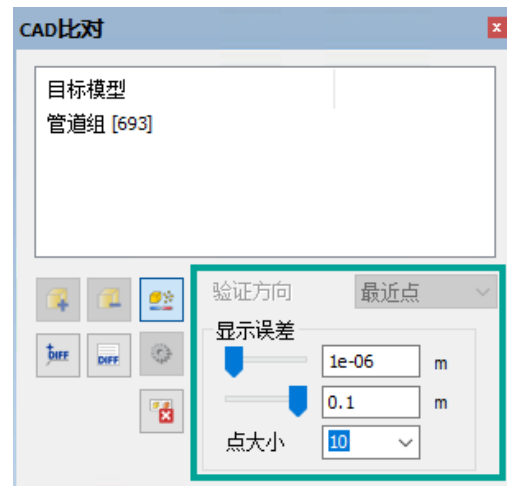 CAD比对
目标模型
管道组 [693]
验证方向 最近点
显示误差
1e-06 m
0.1 m
点大小 10
DIFF DIFF